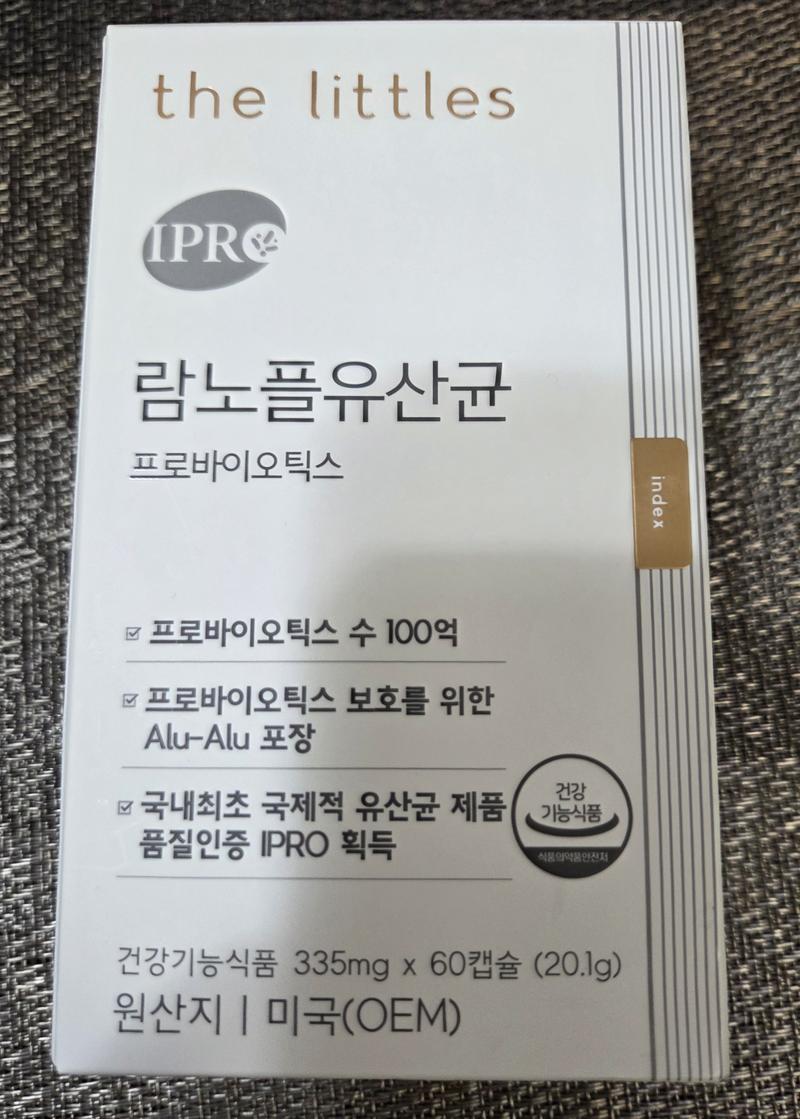 the littles
IPRO
람노플유산균
프로바이오틱스
index
프로바이오틱스 수 100억
프로바이오틱스 보호를 위한
Alu-Alu 포장
국내최초 국제적 유산균 제품
품질인증 IPRO 획득
건강
기능식품
식품의약품안전처
건강기능식품 335mg x 60캡슐 (20.1g)
원산지 | 미국(OEM)